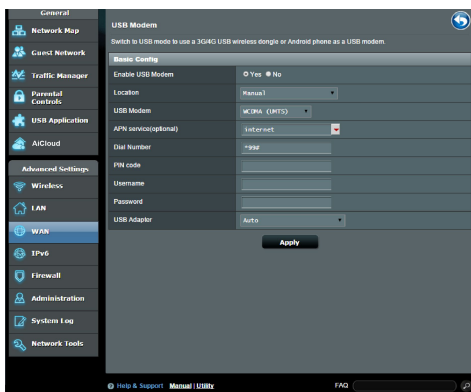 General
Network Map
Guest Network
Traffic Manager
Parental
Controls
USB Application
AiCloud
Advanced Settings
Wireless
LAN
WAN
IPv6
Firewall
Administration
System Log
Network Tools
USB Modem
Switch to USB mode to use a 3G/4G USB wireless dongle or Android phone as a USB modem.
Basic Config
Enable USB Modem Yes No
Location Manual
USB Modem WCDMA (UMTS)
APN service(optional) internet
Dial Number *99#
PIN code
Username
Password
USB Adapter Auto
Apply
Help & Support Manual | Utility FAQ